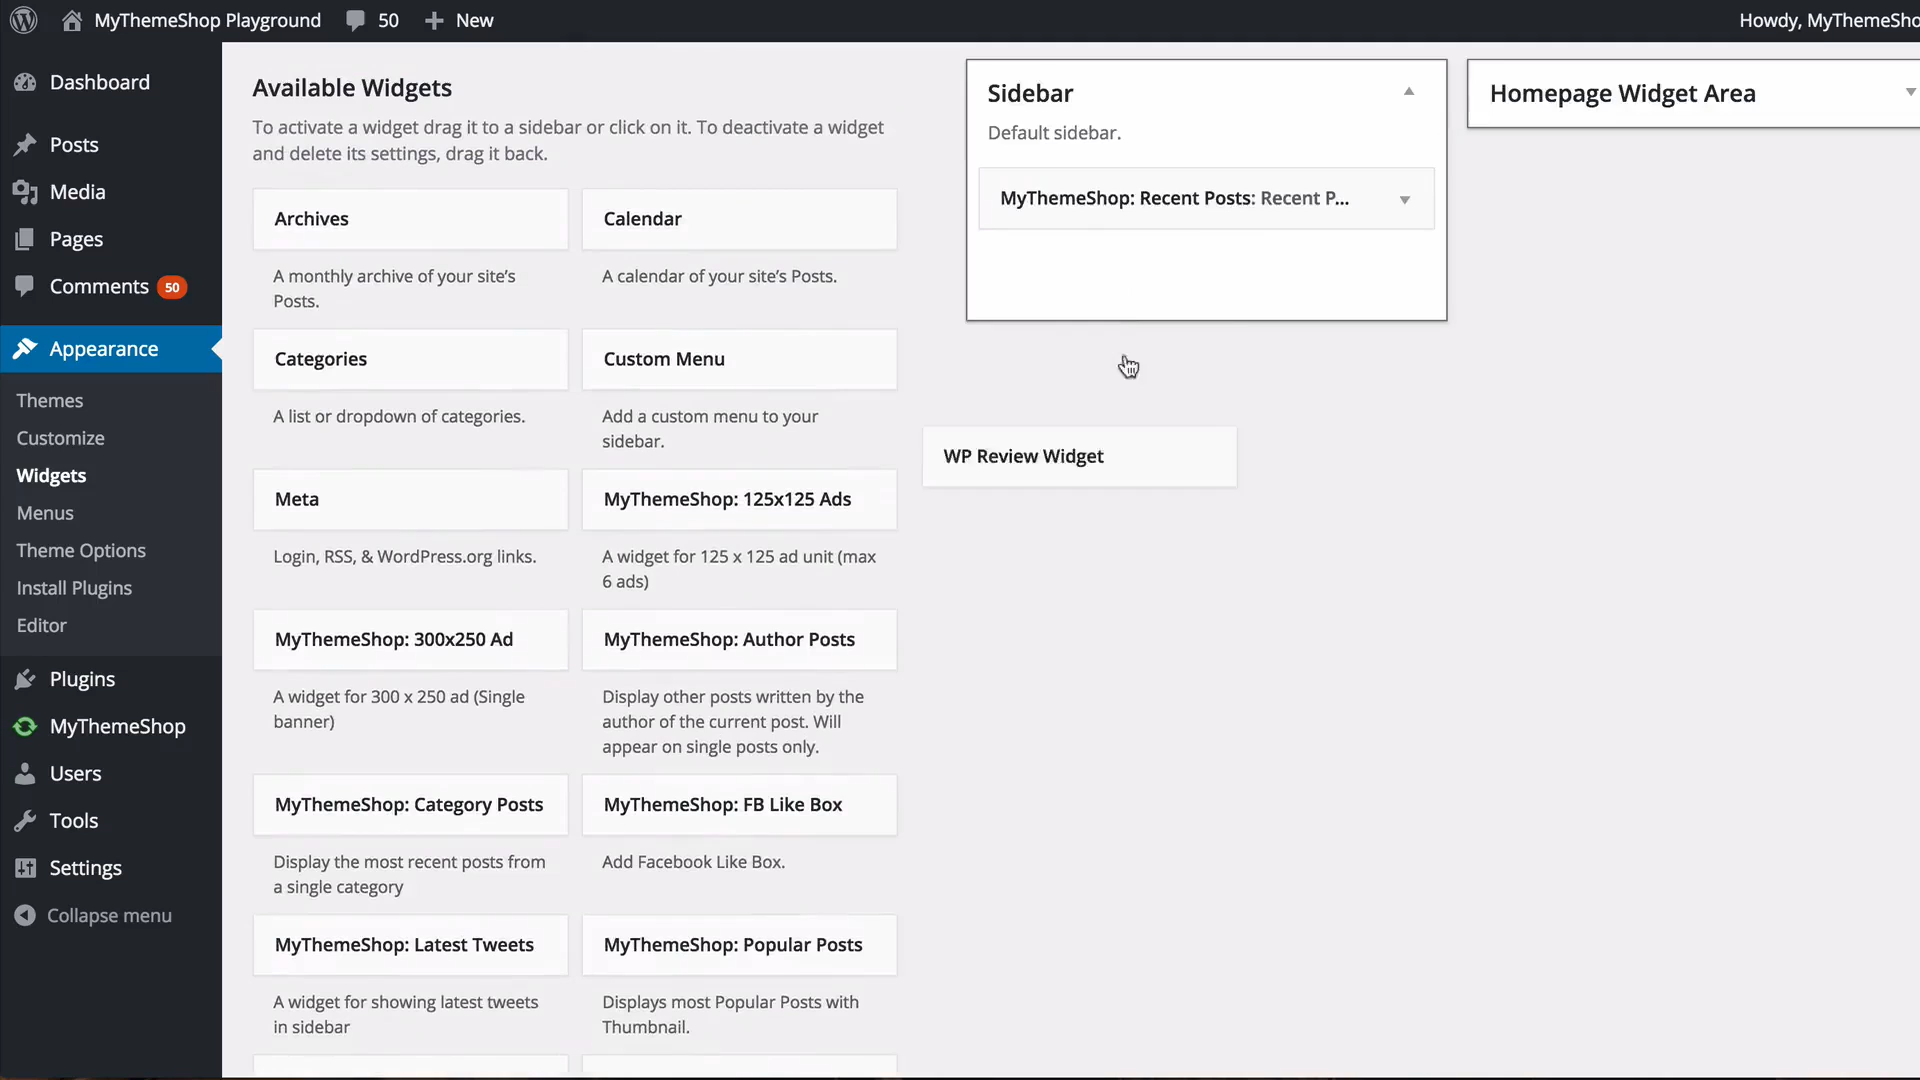 MyThemeShop Playground
50
New
Howdy, MyThemeSho
Dashboard
Posts
Media
Pages
Comments 50
Appearance
Themes
Customize
Widgets
Menus
Theme Options
Install Plugins
Editor
Plugins
MyThemeShop
Users
Tools
Settings
Collapse menu
Available Widgets
To activate a widget drag it to a sidebar or click on it. To deactivate a widget
and delete its settings, drag it back.
Archives
A monthly archive of your site’s
Posts.
Calendar
A calendar of your site’s Posts.
Categories
A list or dropdown of categories.
Custom Menu
Add a custom menu to your
sidebar.
Meta
Login, RSS, & WordPress.org links.
MyThemeShop: 125x125 Ads
A widget for 125 x 125 ad unit (max
6 ads)
MyThemeShop: 300x250 Ad
A widget for 300 x 250 ad (Single
banner)
MyThemeShop: Author Posts
Display other posts written by the
author of the current post. Will
appear on single posts only.
MyThemeShop: Category Posts
Display the most recent posts from
a single category
MyThemeShop: FB Like Box
Add Facebook Like Box.
MyThemeShop: Latest Tweets
A widget for showing latest tweets
in sidebar
MyThemeShop: Popular Posts
Displays most Popular Posts with
Thumbnail.
Sidebar
Default sidebar.
MyThemeShop: Recent Posts: Recent P...
WP Review Widget
Homepage Widget Area